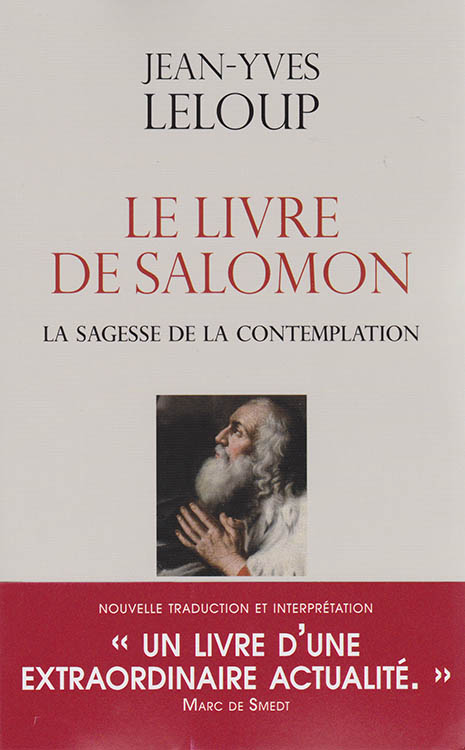 JEAN-YVES
LELOUP
LE LIVRE
DE SALOMON
LA SAGESSE DE LA CONTEMPLATION
NOUVELLE TRADUCTION ET INTERPRÉTATION
« UN LIVRE D'UNE
EXTRAORDINAIRE ACTUALITÉ. »
MARC DE SMEDT